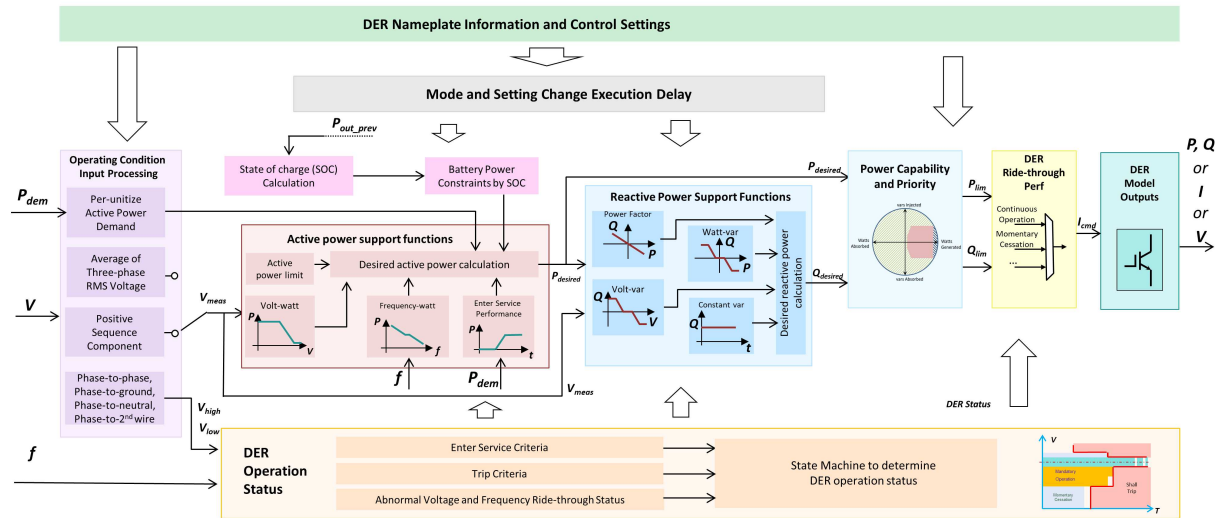 DER Nameplate Information and Control Settings
Mode and Setting Change Execution Delay
P_out_prev
Operating Condition
Input Processing
State of charge (SOC)
Calculation
Battery Power
Constraints by SOC
P_dem
Per-unitize
Active Power
Demand
Average of
Three-phase
RMS Voltage
V
Positive
Sequence
Component
Phase-to-phase,
Phase-to-ground,
Phase-to-neutral,
Phase-to-2nd wire
V_meas
V_high
V_low
f
Active power support functions
Active
power limit
Desired active power calculation
Volt-watt
P
V
Frequency-watt
P
f
Enter Service
Performance
P
t
f
P_dem
P_desired
V_meas
Reactive Power Support Functions
Power Factor
Q
P
Watt-var
Q
P
Volt-var
Q
V
Constant var
Q
t
Desired reactive power
calculation
P_desired
Q_desired
Power Capability
and Priority
vars Injected
Watts
Absorbed
Watts
Generated
vars Absorbed
P_lim
Q_lim
DER
Ride-through
Perf
Continuous
Operation
Momentary
Cessation
...
I_cmd
DER
Model
Outputs
P, Q
or
I
or
V
DER Status
DER
Operation
Status
Enter Service Criteria
Trip Criteria
Abnormal Voltage and Frequency Ride-through Status
State Machine to determine
DER operation status
V
Mandatory
Operation
Momentary
Cessation
Shall
Trip
T